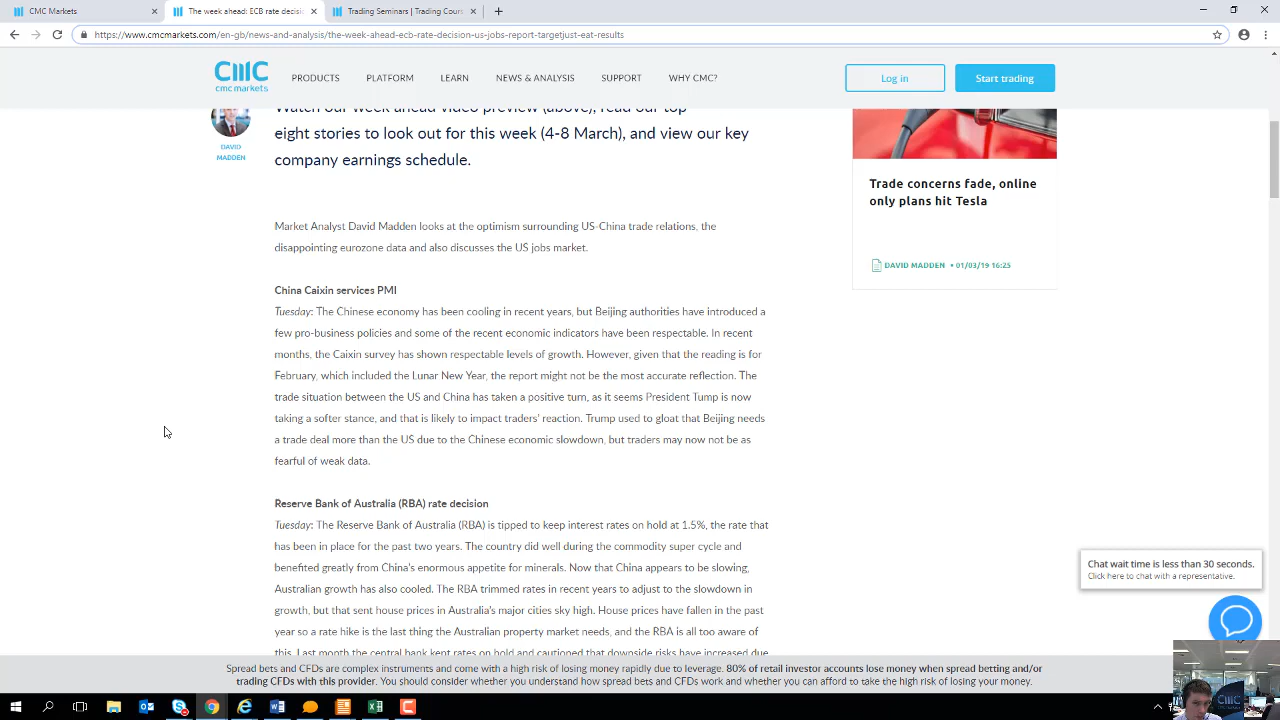 CMC Markets
The week ahead: ECB rate decisi
Trading Seminars | Trading Cours
https://www.cmcmarkets.com/en-gb/news-and-analysis/the-week-ahead-ecb-rate-decision-us-jobs-report-targetjust-eat-results
cmc markets
PRODUCTS PLATFORM LEARN NEWS & ANALYSIS SUPPORT WHY CMC?
Log in
Start trading
Watch our week ahead video preview (above), read our top
eight stories to look out for this week (4-8 March), and view our key
company earnings schedule.
DAVID
MADDEN
Market Analyst David Madden looks at the optimism surrounding US-China trade relations, the
disappointing eurozone data and also discusses the US jobs market.
China Caixin services PMI
Tuesday: The Chinese economy has been cooling in recent years, but Beijing authorities have introduced a
few pro-business policies and some of the recent economic indicators have been respectable. In recent
months, the Caixin survey has shown respectable levels of growth. However, given that the reading is for
February, which included the Lunar New Year, the report might not be the most accurate reflection. The
trade situation between the US and China has taken a positive turn, as it seems President Tump is now
taking a softer stance, and that is likely to impact traders' reaction. Trump used to gloat that Beijing needs
a trade deal more than the US due to the Chinese economic slowdown, but traders may now not be as
fearful of weak data.
Reserve Bank of Australia (RBA) rate decision
Tuesday: The Reserve Bank of Australia (RBA) is tipped to keep interest rates on hold at 1.5%, the rate that
has been in place for the past two years. The country did well during the commodity super cycle and
benefited greatly from China's enormous appetite for minerals. Now that China appears to be slowing,
Australian growth has also cooled. The RBA trimmed rates in recent years to adjust to the slowdown in
growth, but that sent house prices in Australia's major cities sky high. House prices have fallen in the past
year so a rate hike is the last thing the Australian property market needs, and the RBA is all too aware of
this. Last month the central bank kept rates on hold and cautioned that downside risks have increased due
Trade concerns fade, online
only plans hit Tesla
DAVID MADDEN • 01/03/19 16:25
Chat wait time is less than 30 seconds.
Click here to chat with a representative.
Spread bets and CFDs are complex instruments and come with a high risk of losing money rapidly due to leverage. 80% of retail investor accounts lose money when spread betting and/or
trading CFDs with this provider. You should consider whether you understand how spread bets and CFDs work and whether you can afford to take the high risk of losing your money.